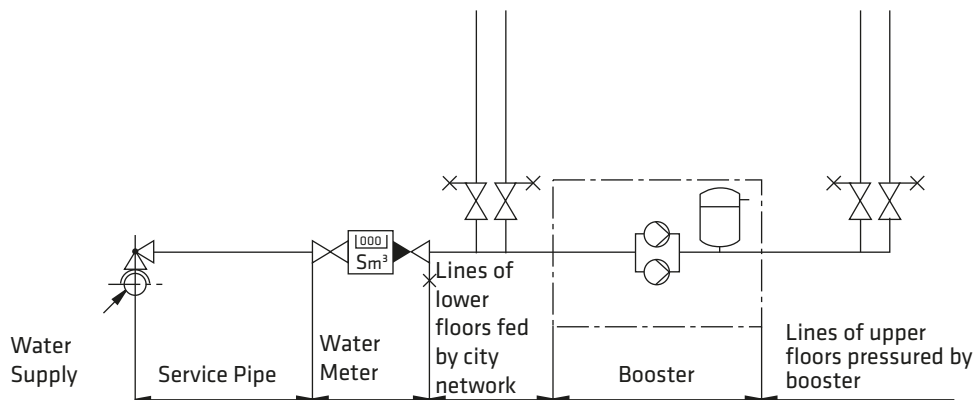 000
Sm³
Water
Supply
Service Pipe
Water
Meter
Lines of
lower
floors fed
by city
network
Booster
Lines of upper
floors pressured by
booster